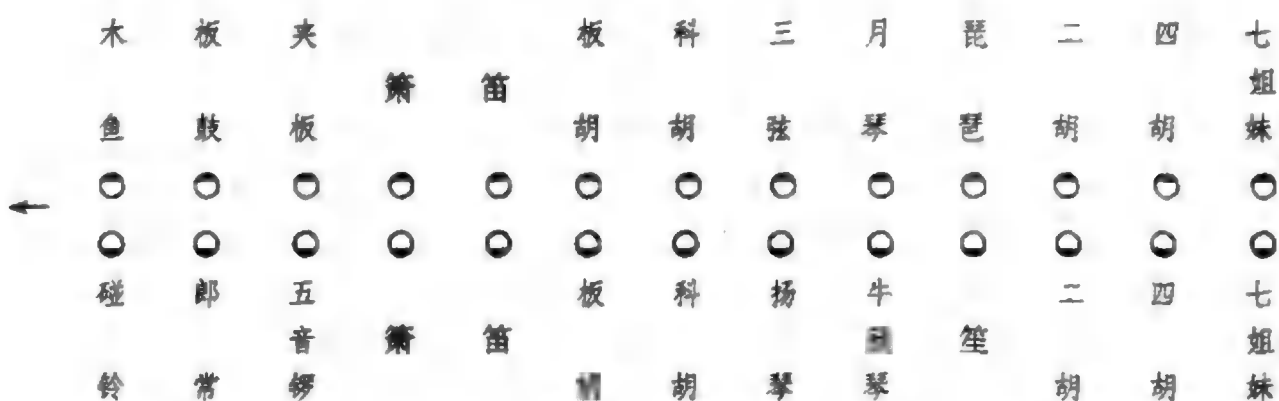 木鱼 板鼓 夹板 箫 笛 板胡 科胡 三弦 月琴 琵琶 二胡 四胡 七姐妹
碰铃 郎常 五音锣 箫 笛 板 科胡 扬琴 牛琴 笙 二胡 四胡 七姐妹